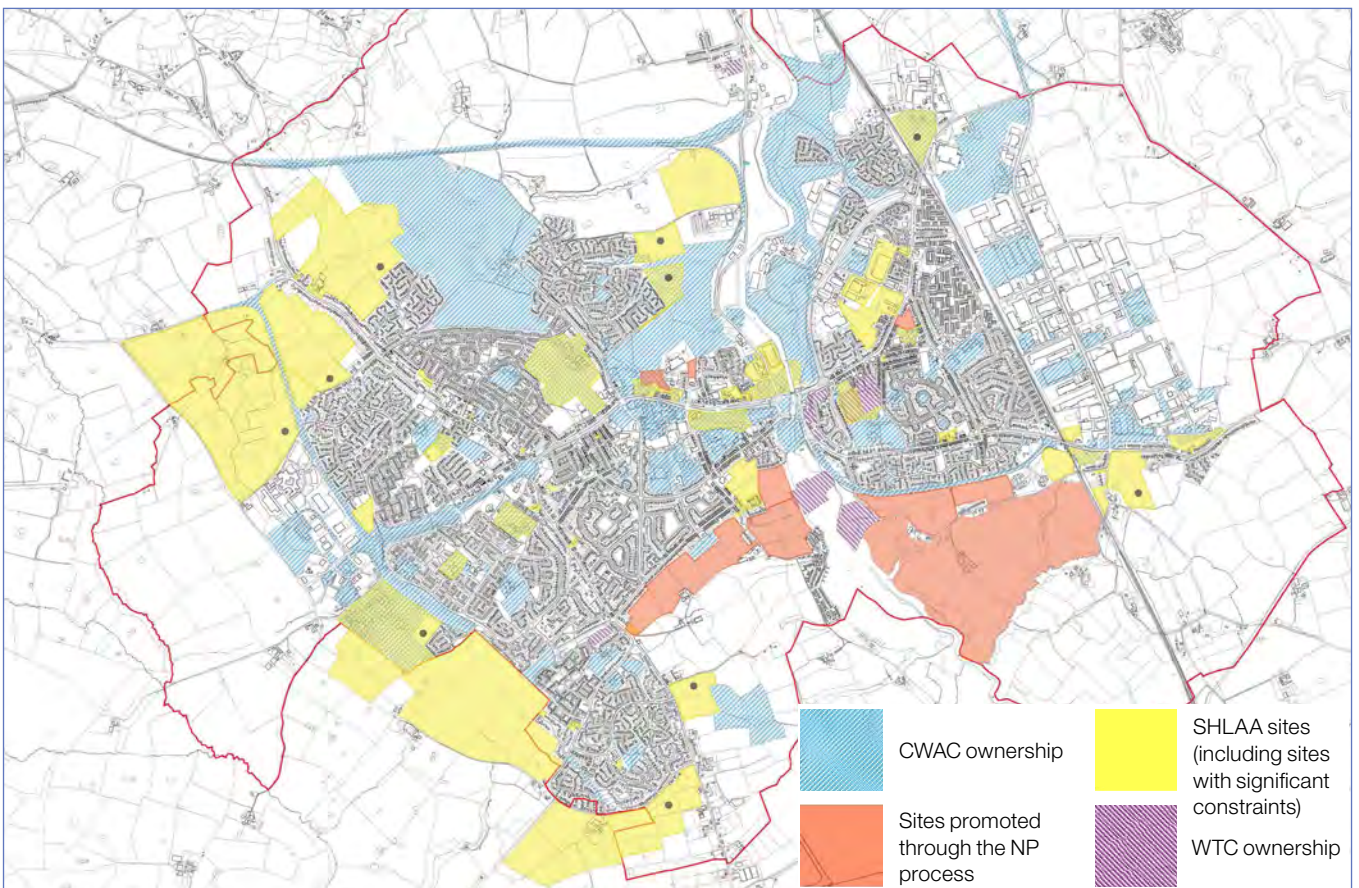 CWAC ownership
Sites promoted
through the NP
process
SHLAA sites
(including sites
with significant
constraints)
WTC ownership